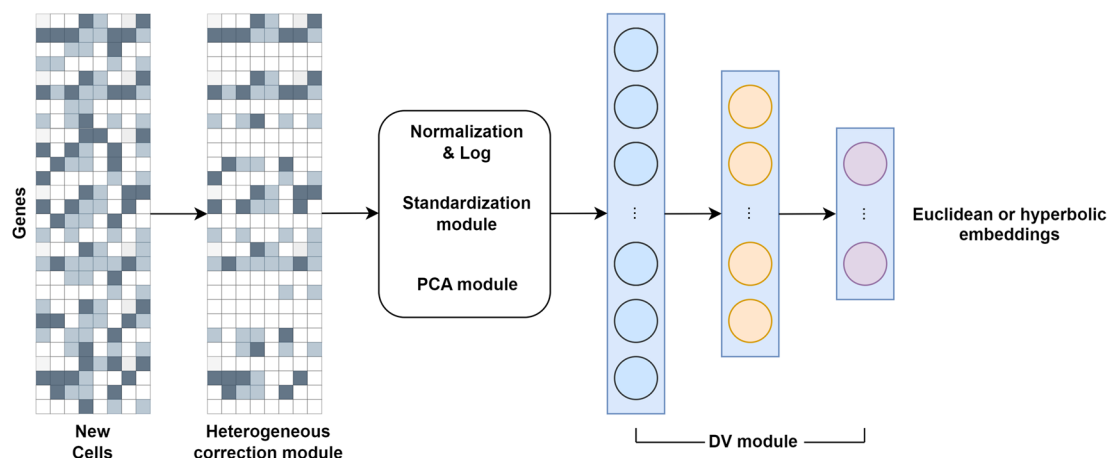 Genes
New
Cells
Heterogeneous
correction module
Normalization
& Log
Standardization
module
PCA module
...
...
...
DV module
Euclidean or hyperbolic
embeddings